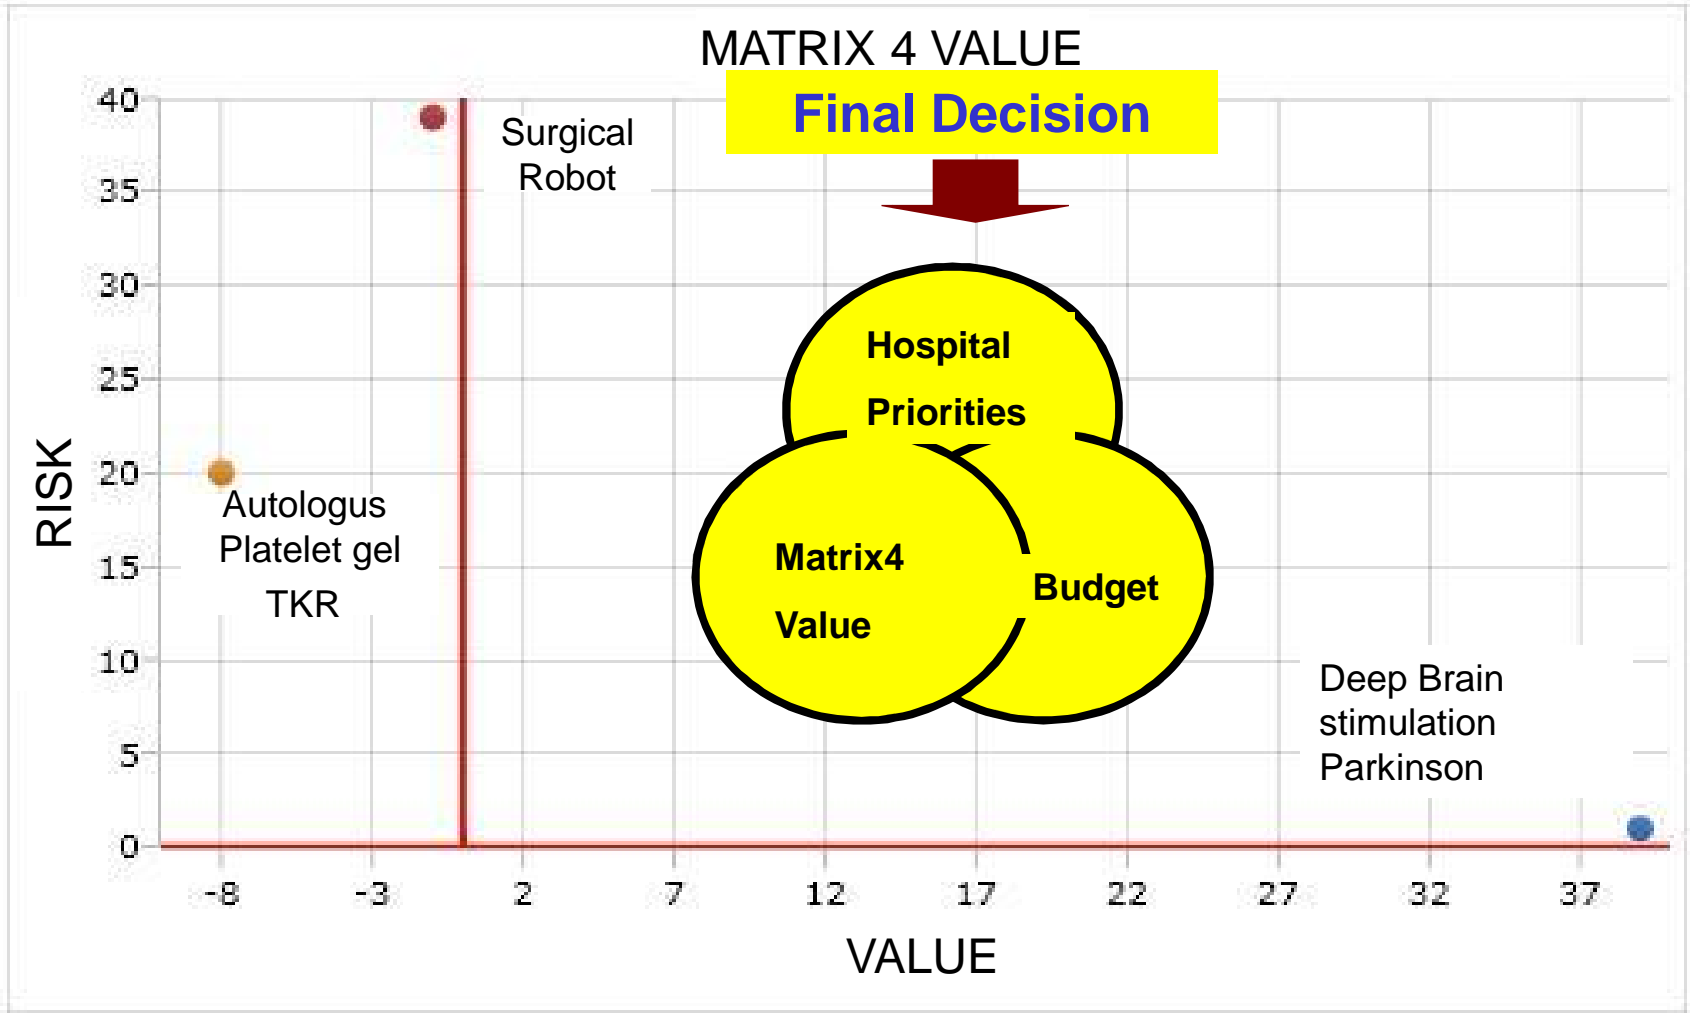 MATRIX 4 VALUE
Final Decision
40
35
30
25
20
15
10
5
0
RISK
Surgical
Robot
Hospital
Priorities
Autologus
Platelet gel
TKR
Matrix4
Value
Budget
Deep Brain
stimulation
Parkinson
-8 -3 2 7 12 17 22 27 32 37
VALUE